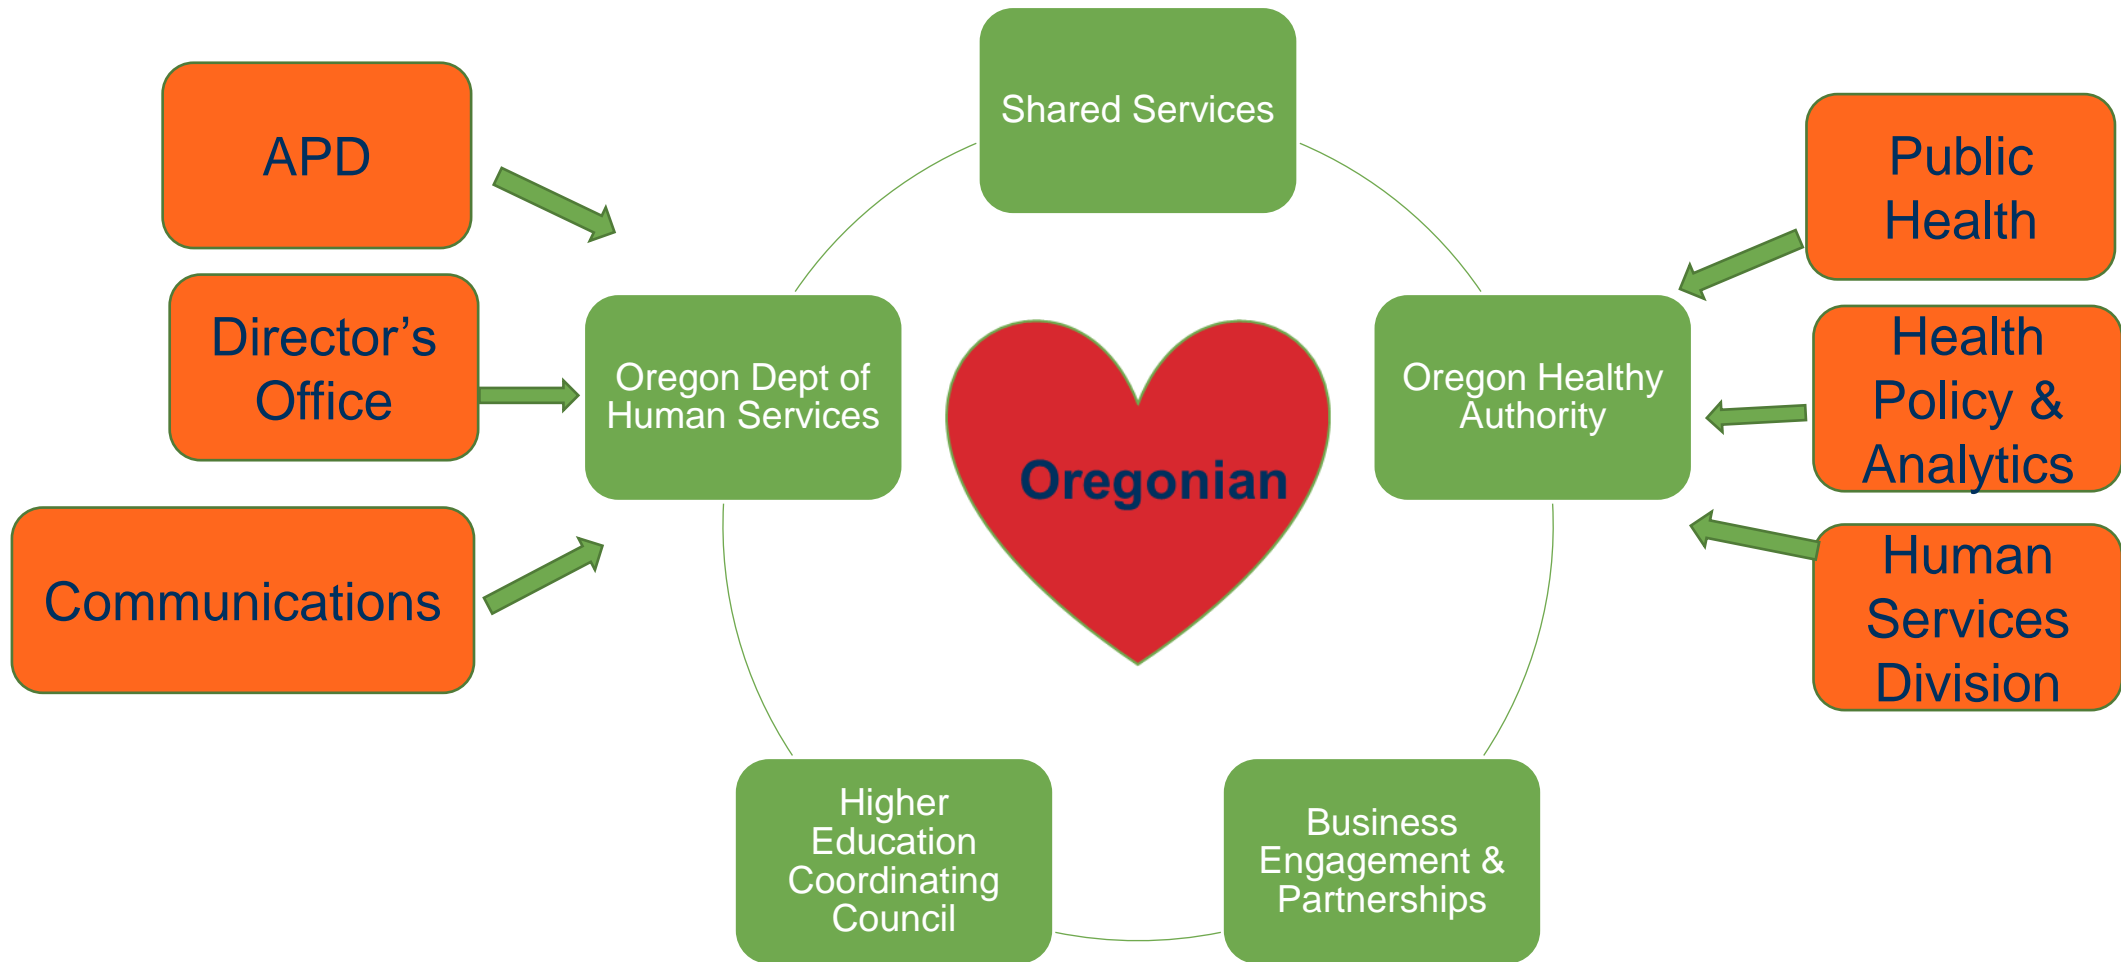 Shared Services
APD
Director’s
Office
Communications
Oregon Dept of
Human Services
Oregonian
Oregon Healthy
Authority
Public
Health
Health
Policy &
Analytics
Human
Services
Division
Higher
Education
Coordinating
Council
Business
Engagement &
Partnerships